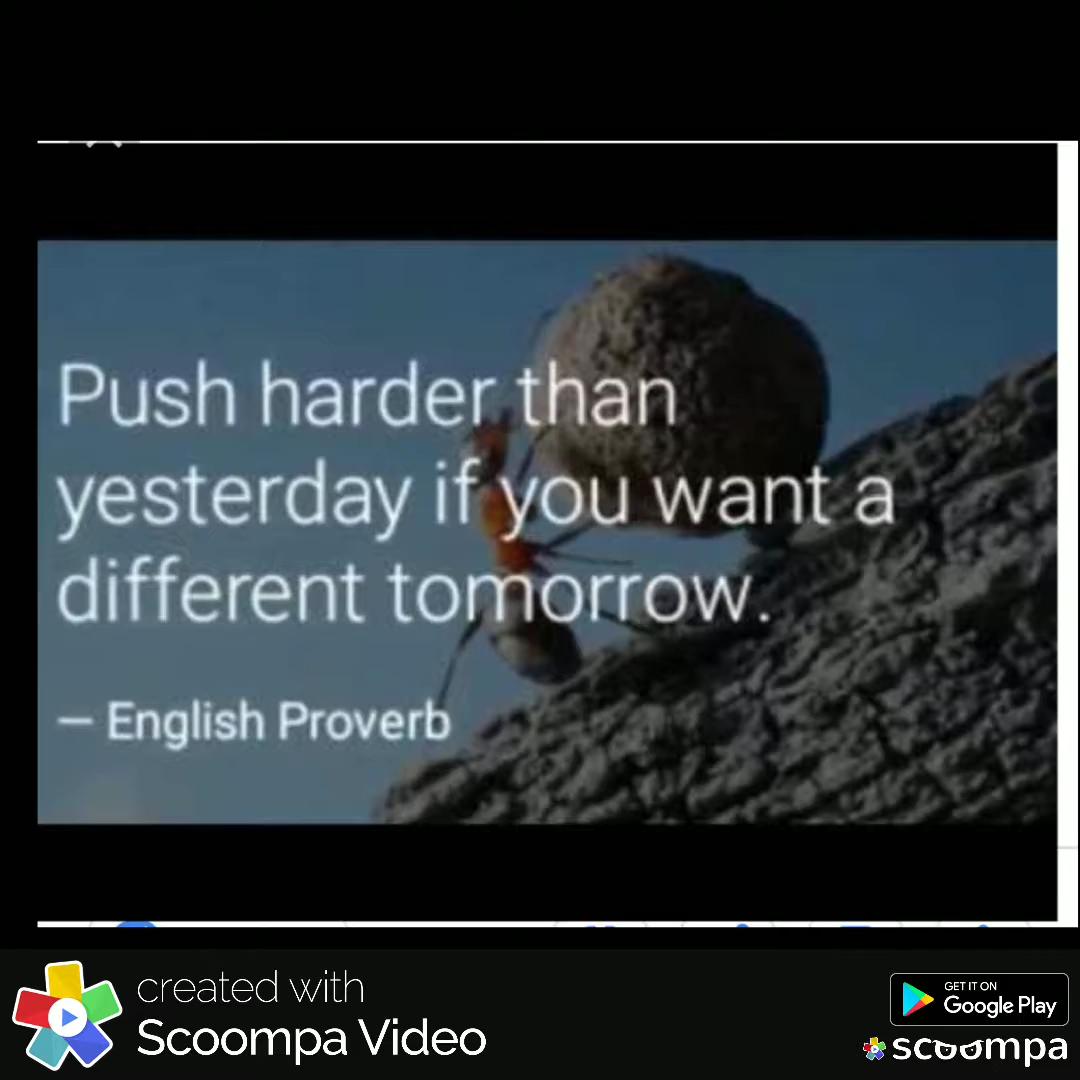 Push harder than
yesterday if you want a
different tomorrow.
— English Proverb
created with
Scoompa Video
GET IT ON
Google Play
scoompa